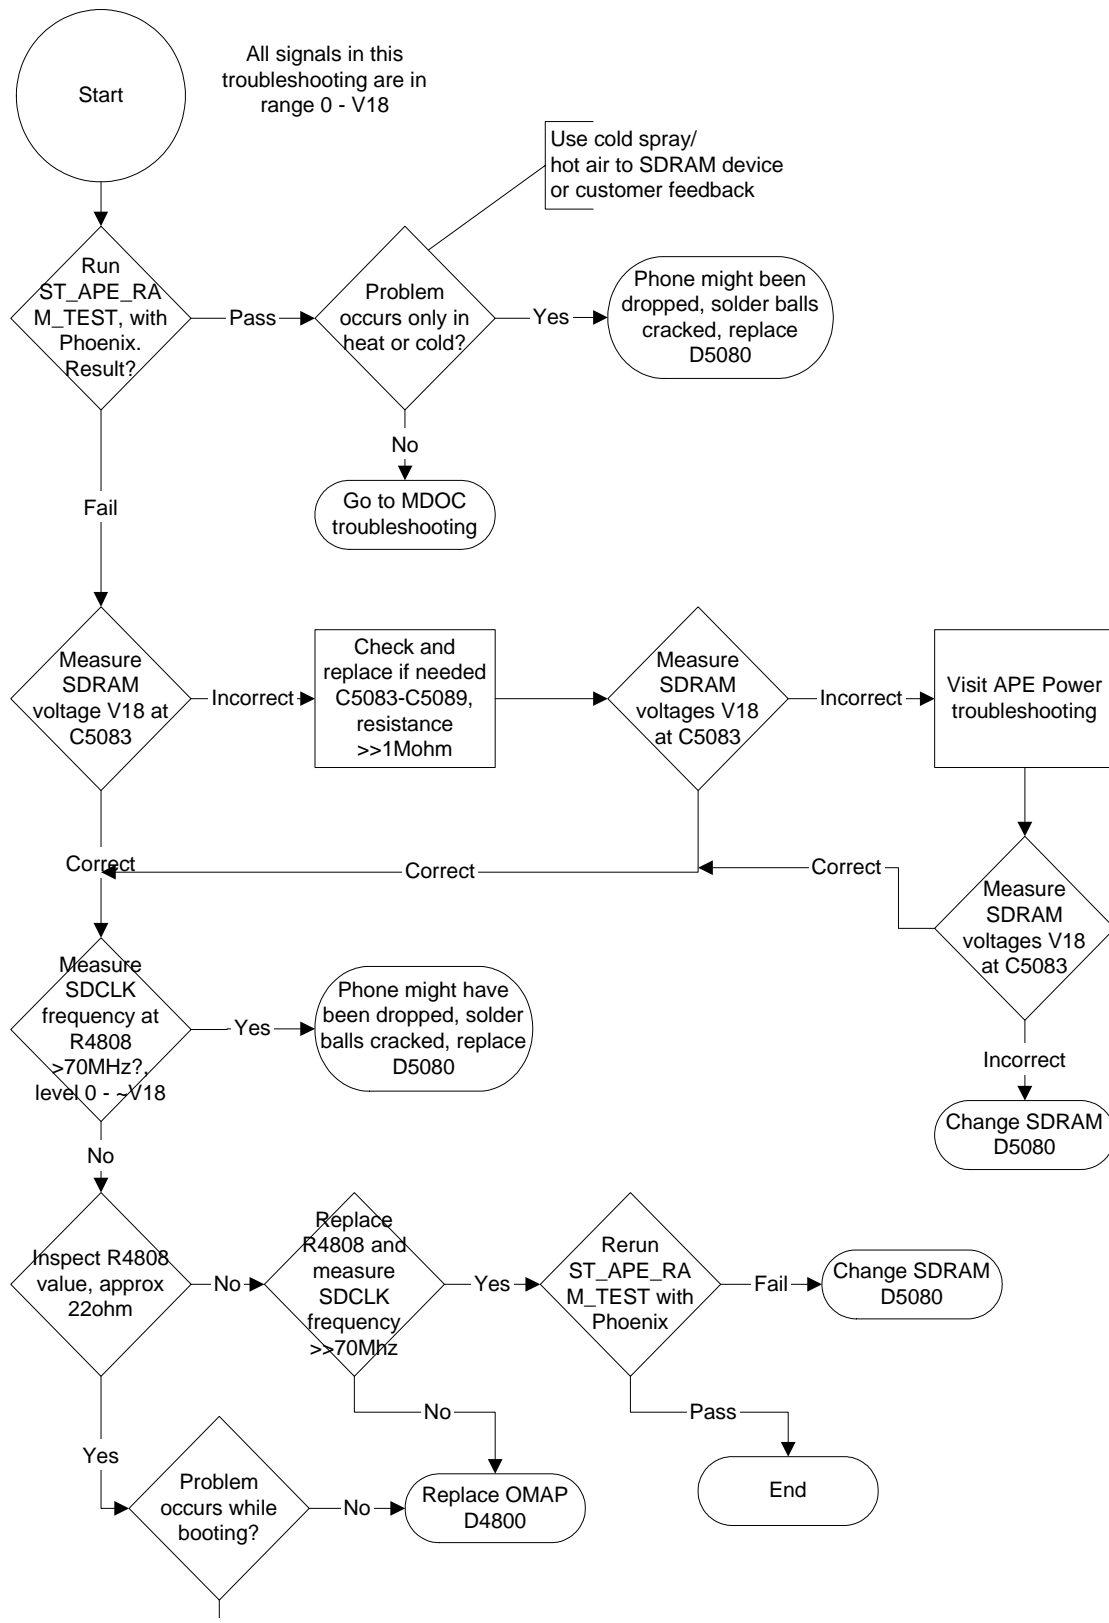 Start
All signals in this
troubleshooting are in
range 0 - V18
Use cold spray/
hot air to SDRAM device
or customer feedback
Run
ST_APE_RA
M_TEST, with
Phoenix.
Result?
Pass
Problem
occurs only in
heat or cold?
Yes
Phone might been
dropped, solder balls
cracked, replace
D5080
No
Go to MDOC
troubleshooting
Fail
Measure
SDRAM
voltage V18 at
C5083
Incorrect
Check and
replace if needed
C5083-C5089,
resistance
>>1Mohm
Measure
SDRAM
voltages V18
at C5083
Incorrect
Visit APE Power
troubleshooting
Correct
Correct
Correct
Measure
SDRAM
voltages V18
at C5083
Incorrect
Change SDRAM
D5080
Measure
SDCLK
frequency at
R4808
>70MHz?,
level 0 - ~V18
Yes
Phone might have
been dropped, solder
balls cracked, replace
D5080
No
Inspect R4808
value, approx
22ohm
No
Replace
R4808 and
measure
SDCLK
frequency
>>70Mhz
Yes
Rerun
ST_APE_RA
M_TEST with
Phoenix
Fail
Change SDRAM
D5080
No
Pass
End
Yes
Problem
occurs while
booting?
No
Replace OMAP
D4800